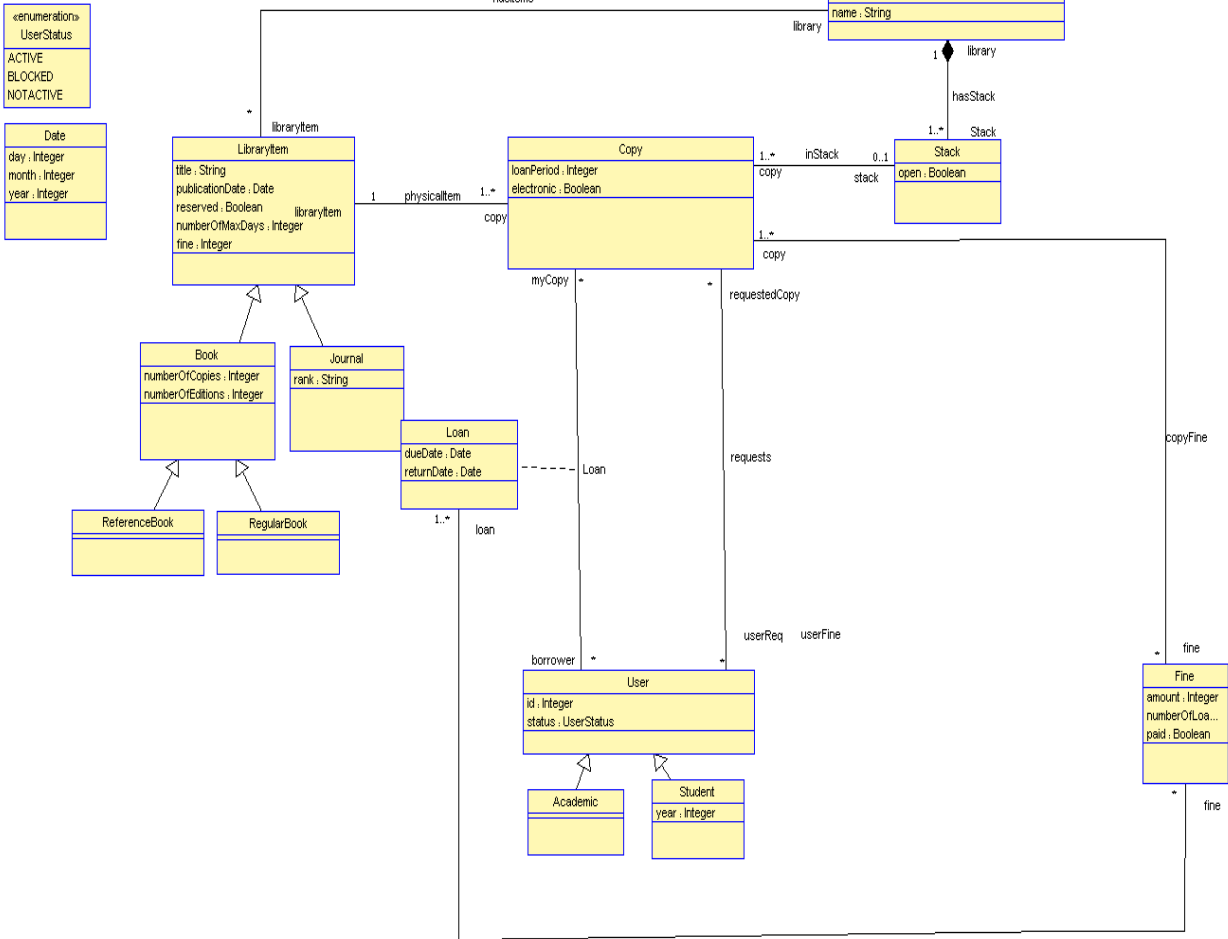 «enumeration»
UserStatus
ACTIVE
BLOCKED
NOTACTIVE
Date
day : Integer
month : Integer
year : Integer
name : String
library
1
library
hasStack
1..*
Stack
*
libraryItem
LibraryItem
title : String
publicationDate : Date
reserved : Boolean
numberOfMaxDays : Integer
fine : Integer
libraryItem
1
physicalItem
1..*
copy
Copy
loanPeriod : Integer
electronic : Boolean
1..*
inStack
0..1
copy
stack
Stack
open : Boolean
1..*
copy
myCopy
*
*
requestedCopy
Book
numberOfCopies : Integer
numberOfEditions : Integer
Journal
rank : String
Loan
dueDate : Date
returnDate : Date
Loan
requests
copyFine
ReferenceBook
RegularBook
1..*
loan
userReq
userFine
borrower
*
*
*
fine
User
id : Integer
status : UserStatus
Fine
amount : Integer
numberOfLoa...
paid : Boolean
Academic
Student
year : Integer
*
fine